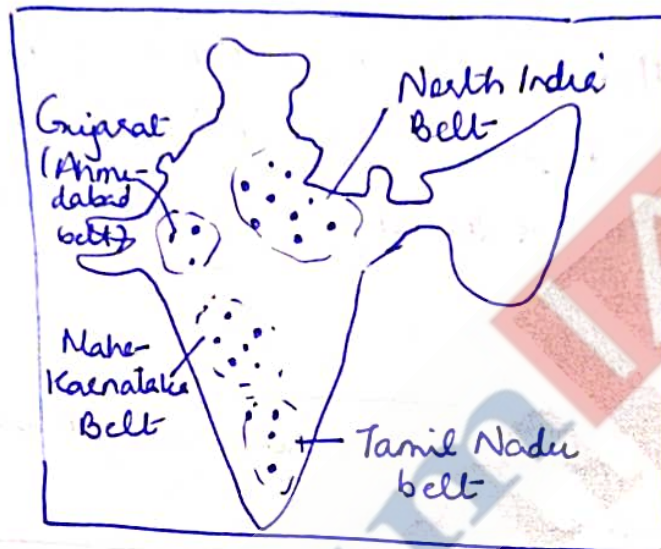 North India
Belt
Gujarat
(Ahme-
dabad
belt)
Maha-
Karnataka
Belt
Tamil Nadu
belt